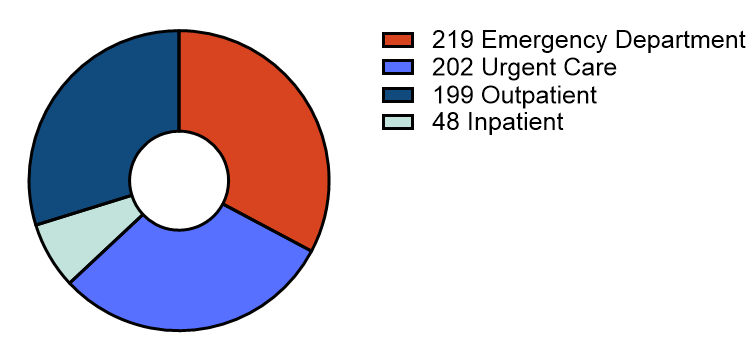 219 Emergency Department
202 Urgent Care
199 Outpatient
48 Inpatient